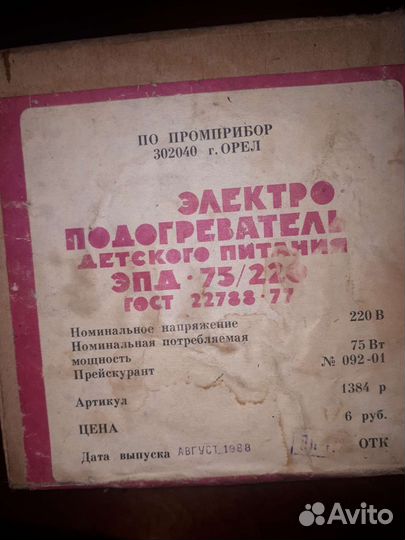 ПО ПРОМПРИБОР
302040 г. ОРЕЛ
ЭЛЕКТРО
ПОДОГРЕВАТЕЛЬ
ДЕТСКОГО ПИТАНИЯ
ЭПД · 75/220
ГОСТ 22788·77
Номинальное напряжение 220 В
Номинальная потребляемая
мощность 75 Вт
Прейскурант № 092-01
Артикул 1384 р
ЦЕНА 6 руб.
Дата выпуска АВГУСТ 1988 ОТК
Avito